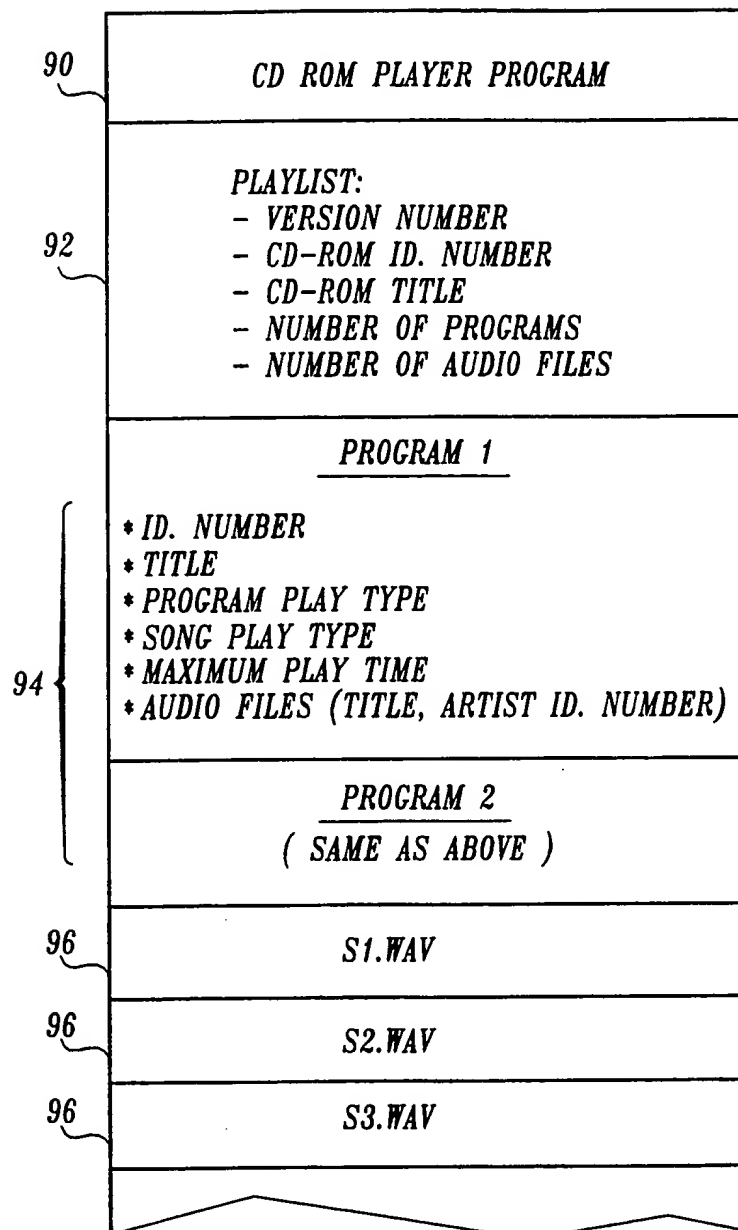 90
CD ROM PLAYER PROGRAM
92
PLAYLIST:
- VERSION NUMBER
- CD-ROM ID. NUMBER
- CD-ROM TITLE
- NUMBER OF PROGRAMS
- NUMBER OF AUDIO FILES
PROGRAM 1
94
* ID. NUMBER
* TITLE
* PROGRAM PLAY TYPE
* SONG PLAY TYPE
* MAXIMUM PLAY TIME
* AUDIO FILES (TITLE, ARTIST ID. NUMBER)
PROGRAM 2
( SAME AS ABOVE )
96
S1.WAV
96
S2.WAV
96
S3.WAV